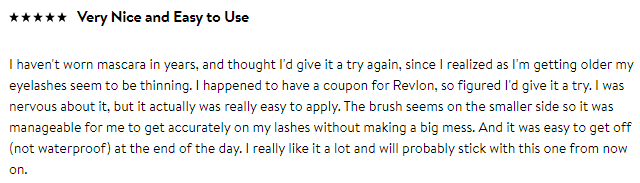 ★★★★★ Very Nice and Easy to Use
I haven't worn mascara in years, and thought I'd give it a try again, since I realized as I'm getting older my
eyelashes seem to be thinning. I happened to have a coupon for Revlon, so figured I'd give it a try. I was
nervous about it, but it actually was really easy to apply. The brush seems on the smaller side so it was
manageable for me to get accurately on my lashes without making a big mess. And it was easy to get off
(not waterproof) at the end of the day. I really like it a lot and will probably stick with this one from now
on.